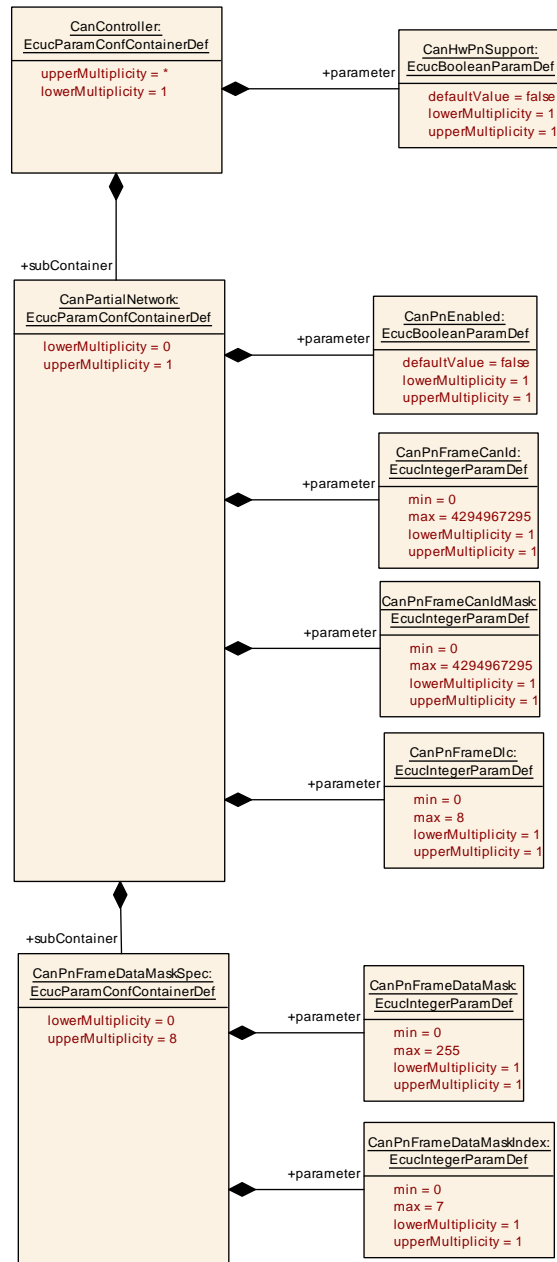 CanController:
EcucParamConfContainerDef
upperMultiplicity = *
lowerMultiplicity = 1
+parameter
CanHwPnSupport:
EcucBooleanParamDef
defaultValue = false
lowerMultiplicity = 1
upperMultiplicity = 1
+subContainer
CanPartialNetwork:
EcucParamConfContainerDef
lowerMultiplicity = 0
upperMultiplicity = 1
+parameter
CanPnEnabled:
EcucBooleanParamDef
defaultValue = false
lowerMultiplicity = 1
upperMultiplicity = 1
+parameter
CanPnFrameCanId:
EcucIntegerParamDef
min = 0
max = 4294967295
lowerMultiplicity = 1
upperMultiplicity = 1
+parameter
CanPnFrameCanIdMask:
EcucIntegerParamDef
min = 0
max = 4294967295
lowerMultiplicity = 1
upperMultiplicity = 1
+parameter
CanPnFrameDlc:
EcucIntegerParamDef
min = 0
max = 8
lowerMultiplicity = 1
upperMultiplicity = 1
+subContainer
CanPnFrameDataMaskSpec:
EcucParamConfContainerDef
lowerMultiplicity = 0
upperMultiplicity = 8
+parameter
CanPnFrameDataMask:
EcucIntegerParamDef
min = 0
max = 255
lowerMultiplicity = 1
upperMultiplicity = 1
+parameter
CanPnFrameDataMaskIndex:
EcucIntegerParamDef
min = 0
max = 7
lowerMultiplicity = 1
upperMultiplicity = 1